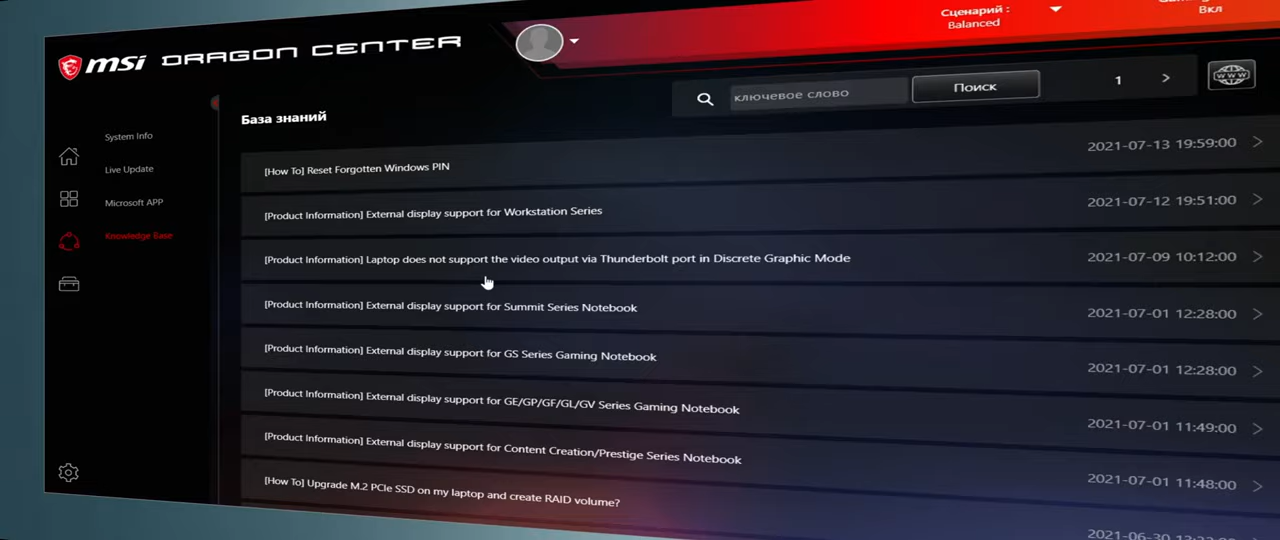 msi DRAGON CENTER
Сценарий :
Balanced
Вкл
ключевое слово
Поиск
1
WWW
System Info
Live Update
Microsoft APP
Knowledge Base
База знаний
[How To] Reset Forgotten Windows PIN
2021-07-13 19:59:00
[Product Information] External display support for Workstation Series
2021-07-12 19:51:00
[Product Information] Laptop does not support the video output via Thunderbolt port in Discrete Graphic Mode
2021-07-09 10:12:00
[Product Information] External display support for Summit Series Notebook
2021-07-01 12:28:00
[Product Information] External display support for GS Series Gaming Notebook
2021-07-01 12:28:00
[Product Information] External display support for GE/GP/GF/GL/GV Series Gaming Notebook
2021-07-01 11:49:00
[Product Information] External display support for Content Creation/Prestige Series Notebook
2021-07-01 11:48:00
[How To] Upgrade M.2 PCIe SSD on my laptop and create RAID volume?